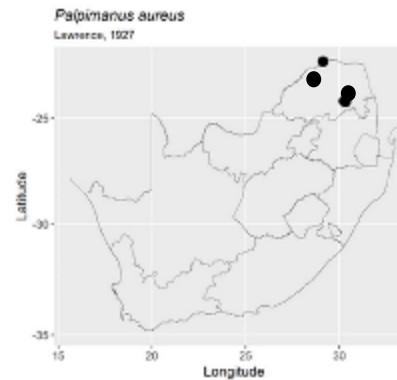 Palpimanus aureus
Lawrence, 1927
-25
-30
-35
Latitude
15 20 25 30
Longitude